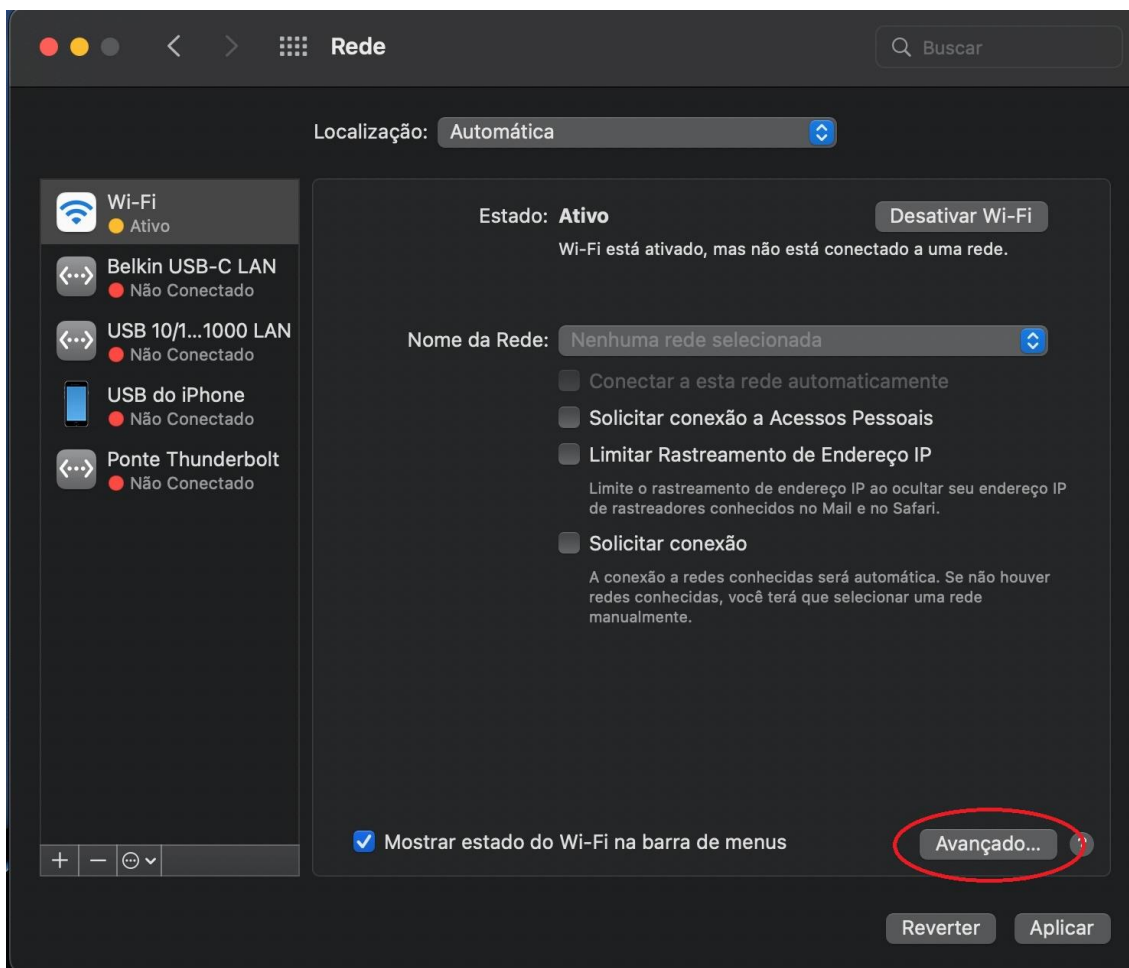 Rede
Buscar
Localização: Automática
Wi-Fi
Ativo
Belkin USB-C LAN
Não Conectado
USB 10/1...1000 LAN
Não Conectado
USB do iPhone
Não Conectado
Ponte Thunderbolt
Não Conectado
Estado: Ativo
Desativar Wi-Fi
Wi-Fi está ativado, mas não está conectado a uma rede.
Nome da Rede: Nenhuma rede selecionada
Conectar a esta rede automaticamente
Solicitar conexão a Acessos Pessoais
Limitar Rastreamento de Endereço IP
Limite o rastreamento de endereço IP ao ocultar seu endereço IP
de rastreadores conhecidos no Mail e no Safari.
Solicitar conexão
A conexão a redes conhecidas será automática. Se não houver
redes conhecidas, você terá que selecionar uma rede
manualmente.
Mostrar estado do Wi-Fi na barra de menus
Avançado...
?
Reverter
Aplicar